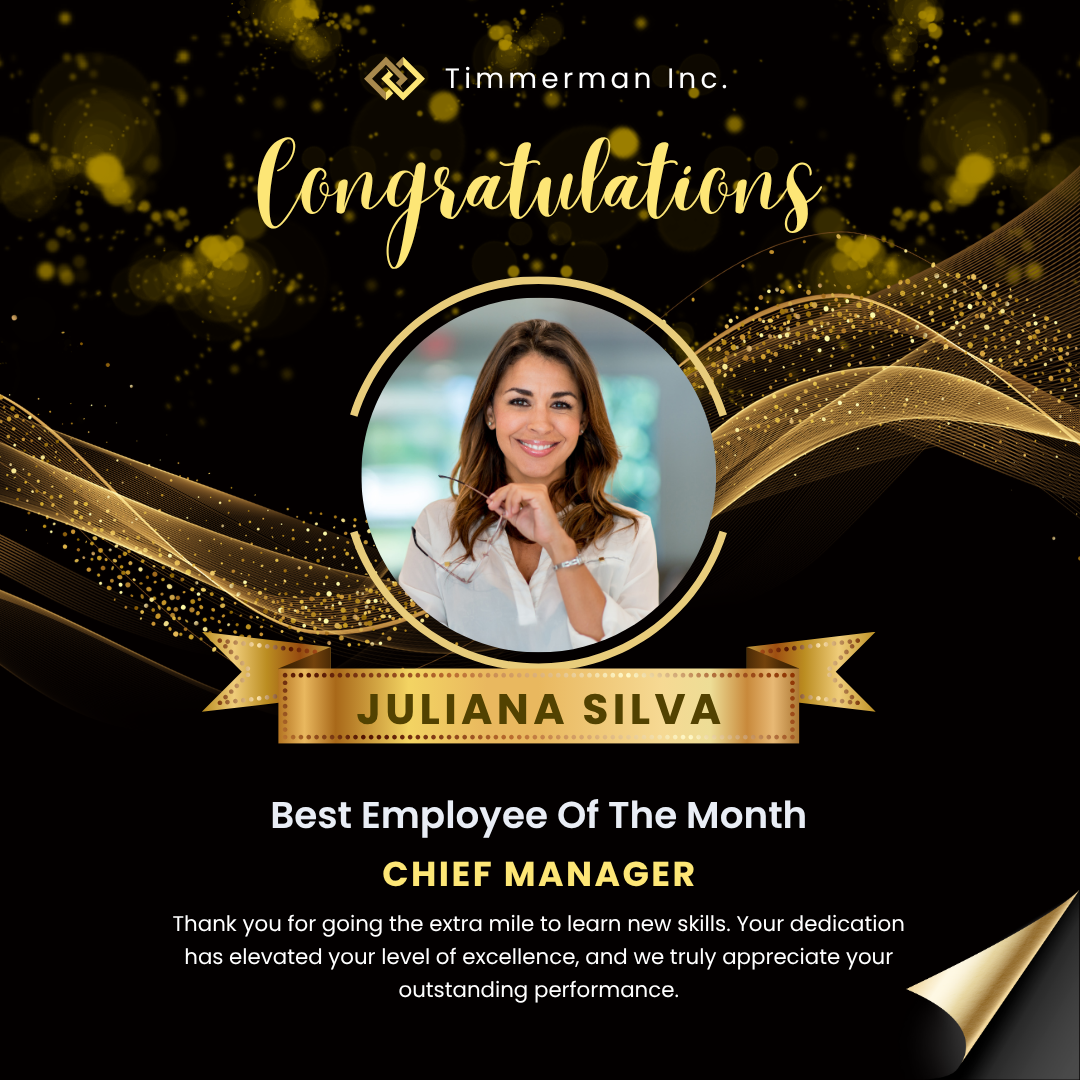 Timmerman Inc.
Congratulations
JULIANA SILVA
Best Employee Of The Month
CHIEF MANAGER
Thank you for going the extra mile to learn new skills. Your dedication
has elevated your level of excellence, and we truly appreciate your
outstanding performance.